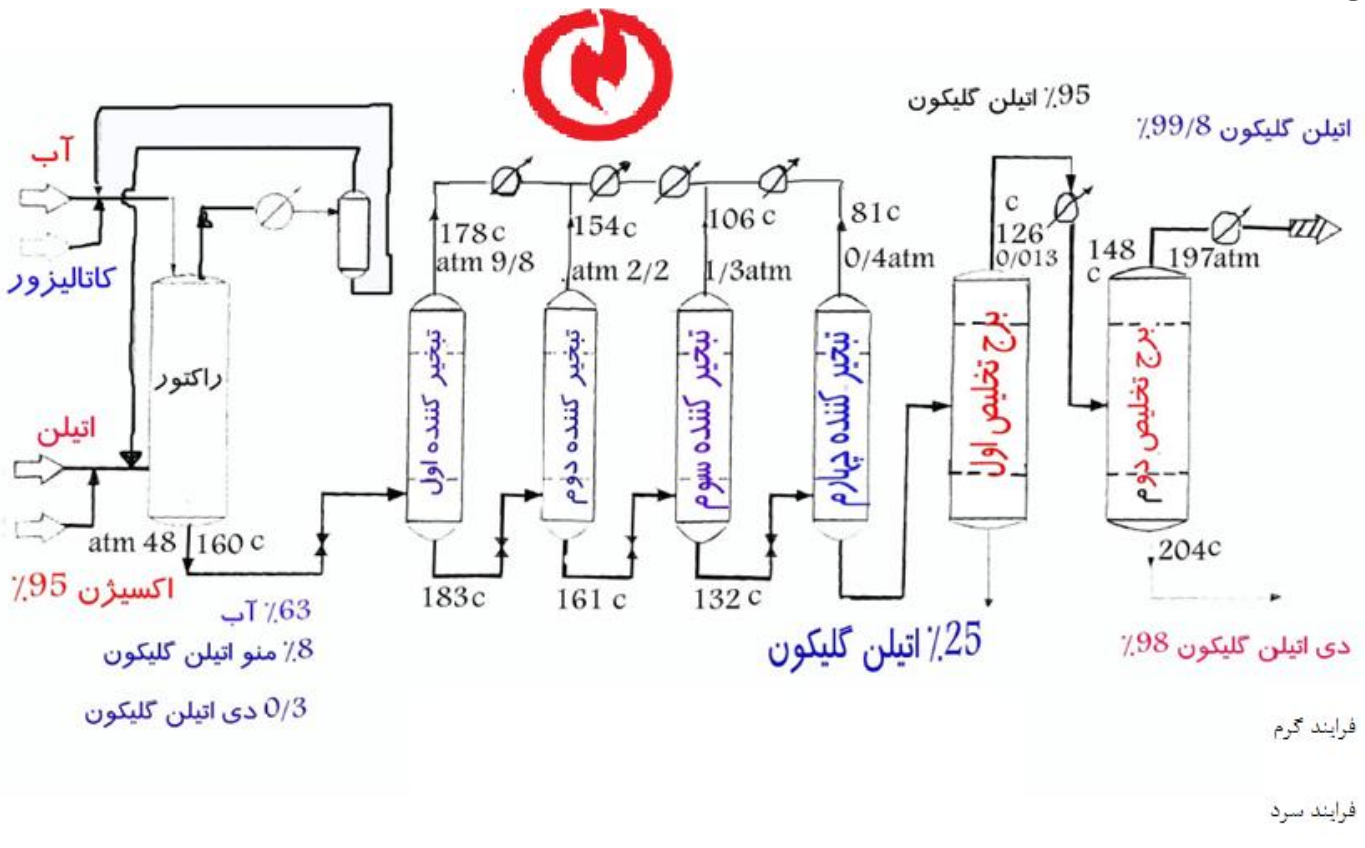 95٪ اتیلن گلیکون
اتیلن گلیکون 99/8٪
آب
کاتالیزور
178c
atm 9/8
154c
atm 2/2
106 c
1/3atm
81c
0/4atm
c
126
0/013
148
c
197atm
راکتور
تبخیر کننده اول
تبخیر کننده دوم
تبخیر کننده سوم
تبخیر کننده چهارم
برج تخلیص اول
برج تخلیص دوم
اتیلن
atm 48
160 c
اکسیژن 95٪
183c
161 c
132 c
204c
63٪ آب
8٪ منو اتیلن گلیکون
0/3 دی اتیلن گلیکون
25٪ اتیلن گلیکون
دی اتیلن گلیکون 98٪
فرایند گرم
فرایند سرد